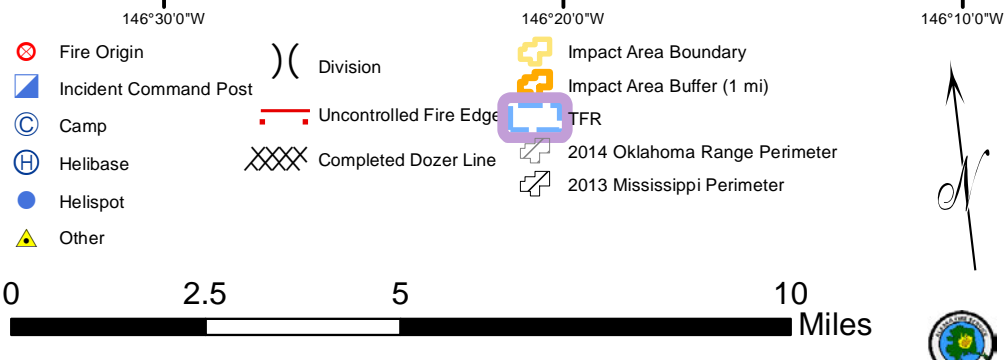 146°30'0"W 146°20'0"W 146°10'0"W
Fire Origin
Incident Command Post
C Camp
H Helibase
Helispot
Other
)( Division
Uncontrolled Fire Edge
Completed Dozer Line
Impact Area Boundary
Impact Area Buffer (1 mi)
TFR
2014 Oklahoma Range Perimeter
2013 Mississippi Perimeter
N
0 2.5 5 10
Miles